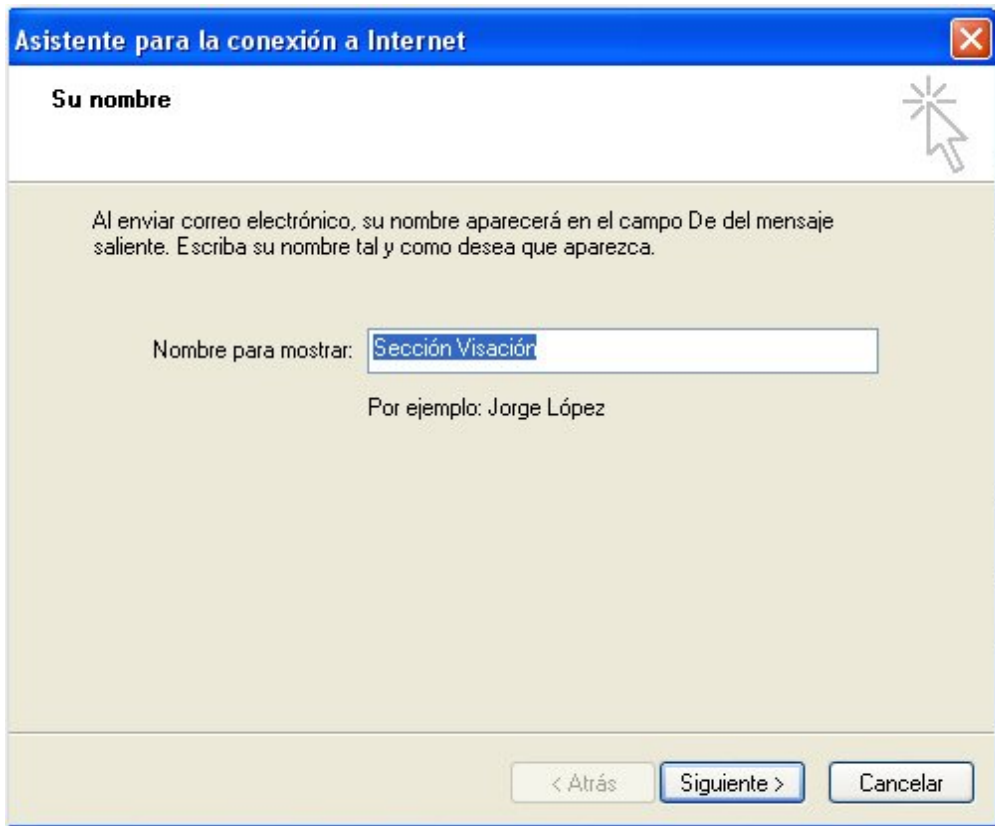 Asistente para la conexión a Internet
Su nombre
Al enviar correo electrónico, su nombre aparecerá en el campo De del mensaje
saliente. Escriba su nombre tal y como desea que aparezca.
Nombre para mostrar: Sección Visación
Por ejemplo: Jorge López
< Atrás Siguiente > Cancelar